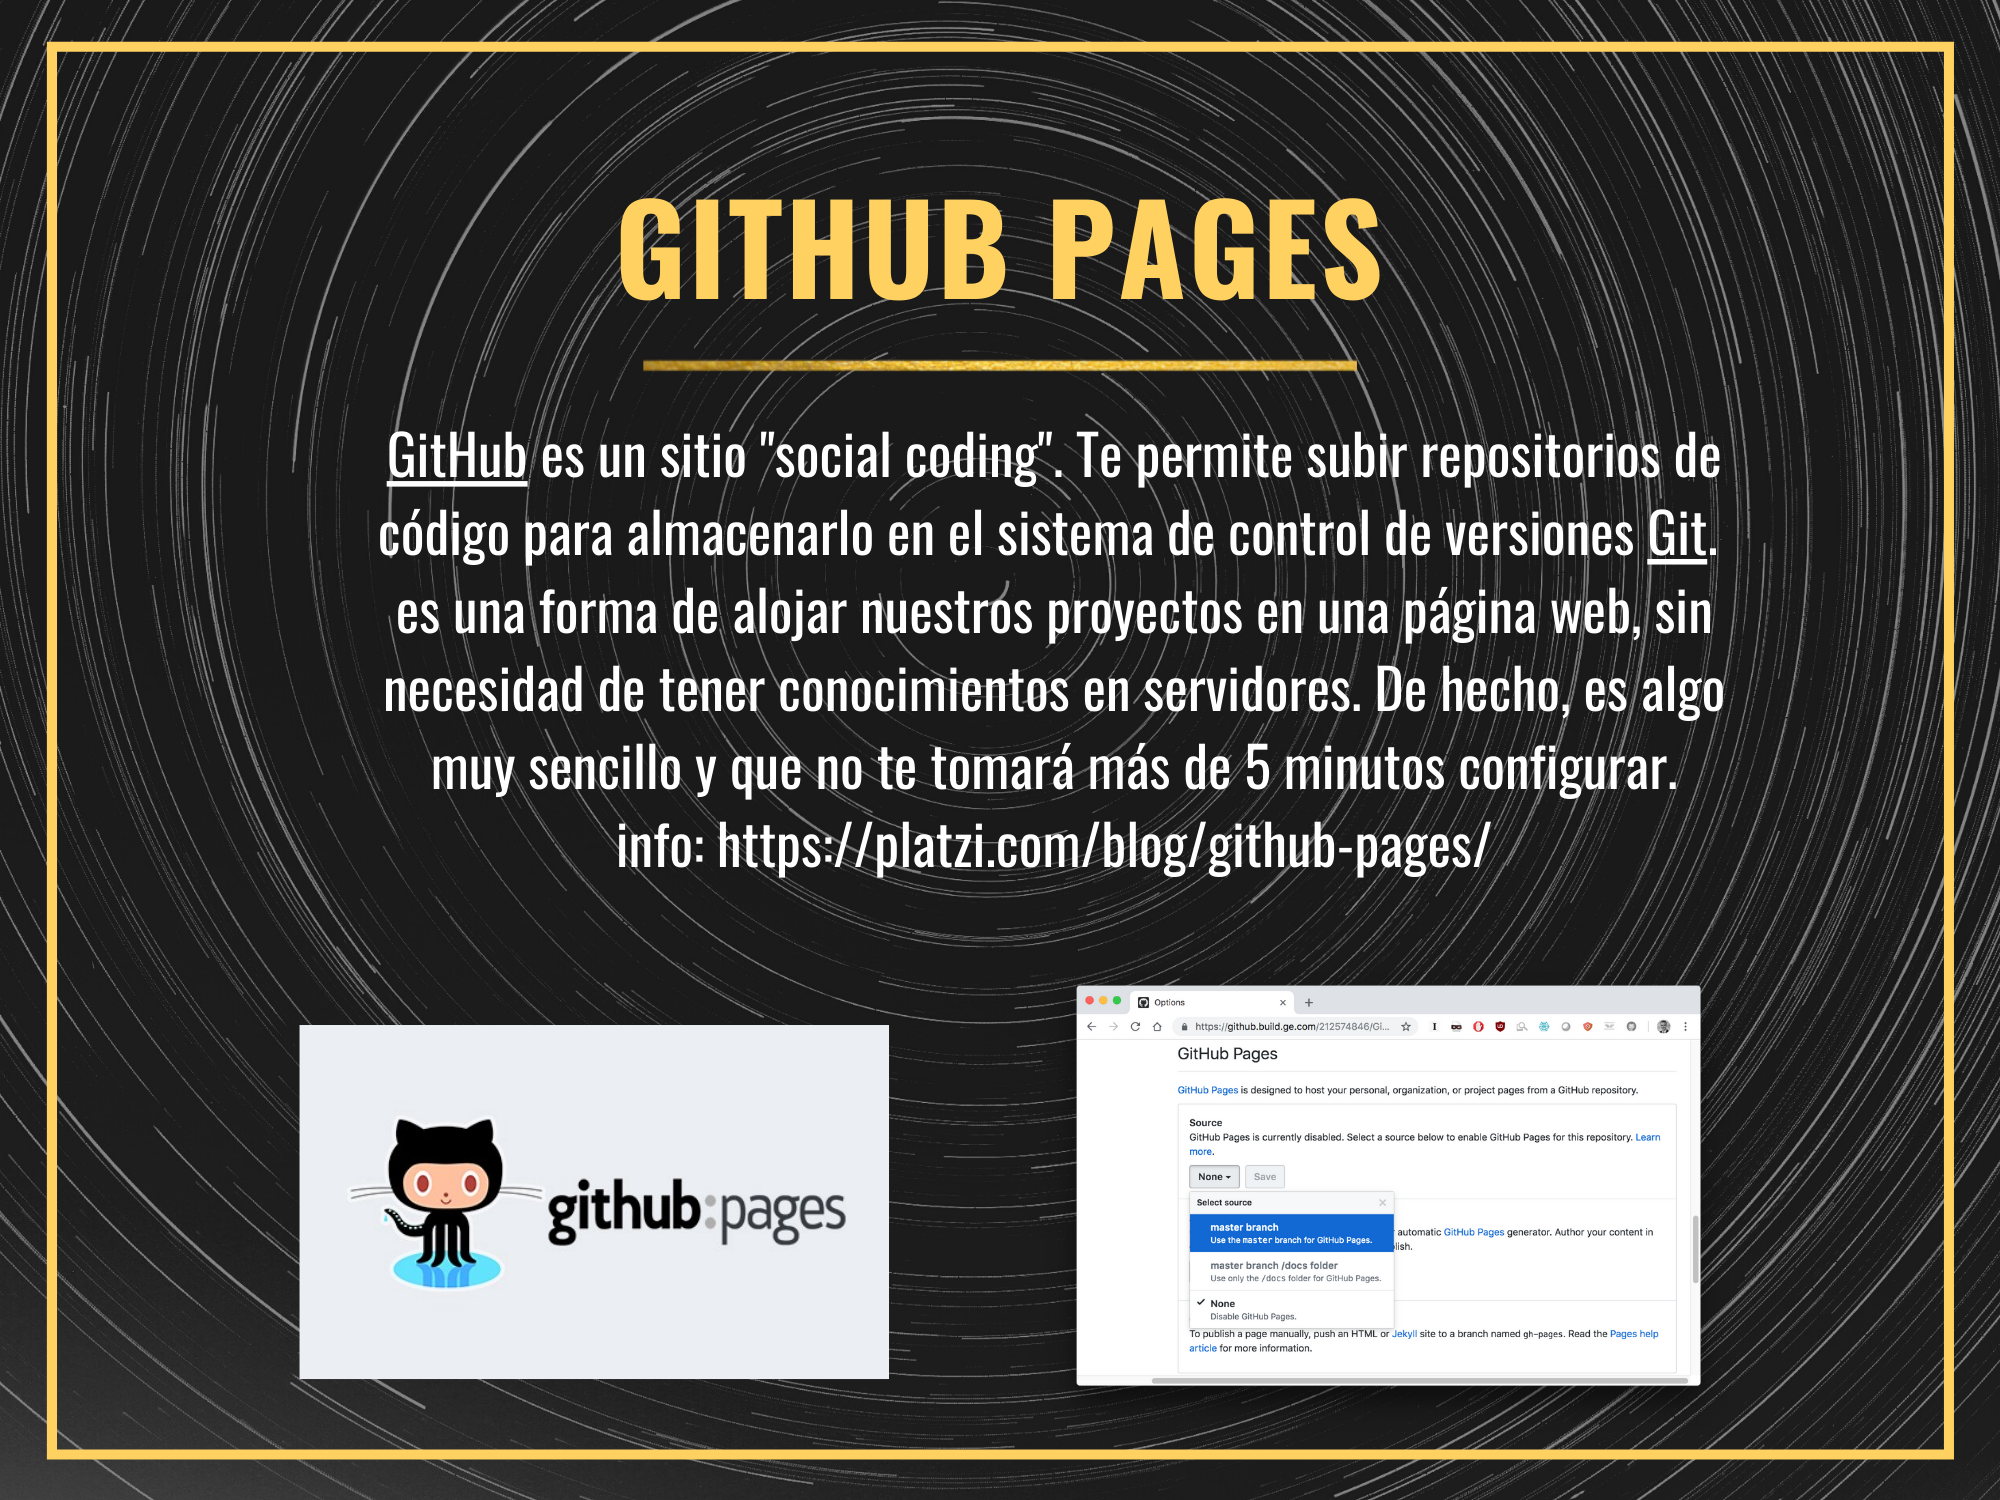 GITHUB PAGES
GitHub es un sitio "social coding". Te permite subir repositorios de
código para almacenarlo en el sistema de control de versiones Git.
es una forma de alojar nuestros proyectos en una página web, sin
necesidad de tener conocimientos en servidores. De hecho, es algo
muy sencillo y que no te tomará más de 5 minutos configurar.
info: https://platzi.com/blog/github-pages/
github:pages
Options
https://github.build.ge.com/212574846/Gi...
GitHub Pages
GitHub Pages is designed to host your personal, organization, or project pages from a GitHub repository.
Source
GitHub Pages is currently disabled. Select a source below to enable GitHub Pages for this repository. Learn
more.
None Save
Select source
master branch
Use the master branch for GitHub Pages.
automatic GitHub Pages generator. Author your content in
lish.
master branch /docs folder
Use only the /docs folder for GitHub Pages.
None
Disable GitHub Pages.
To publish a page manually, push an HTML or Jekyll site to a branch named gh-pages. Read the Pages help
article for more information.